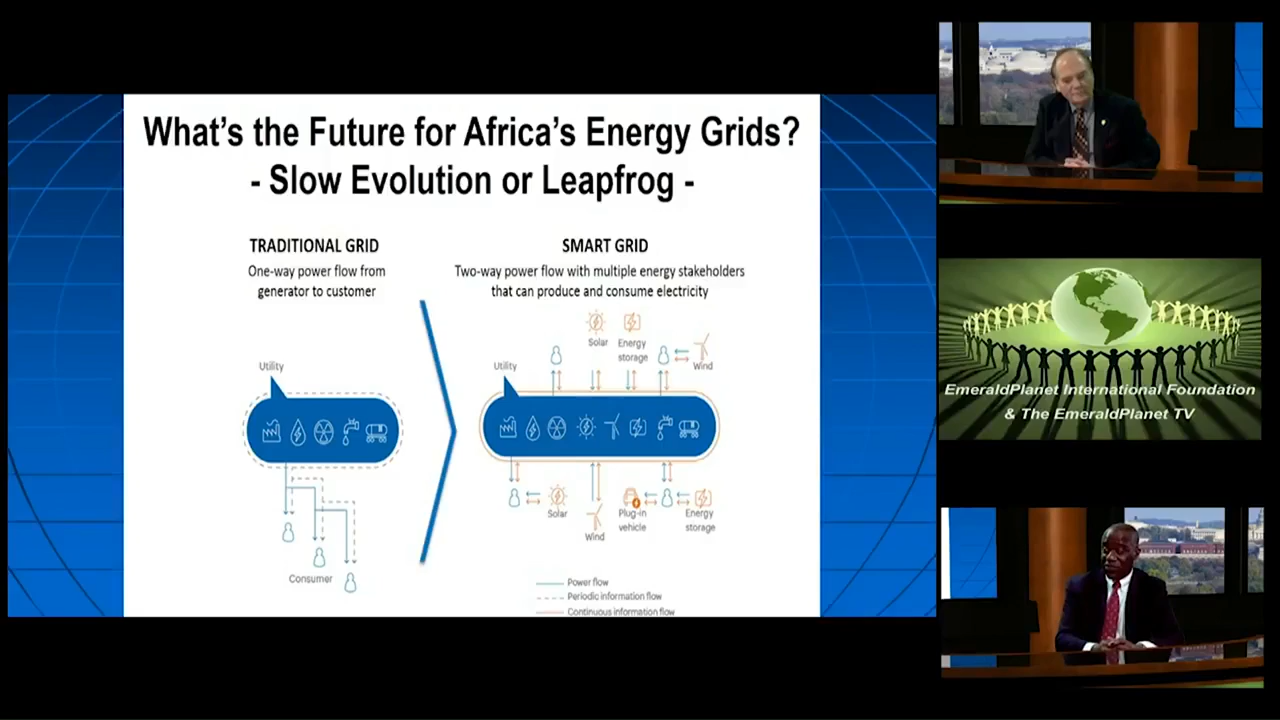 What's the Future for Africa's Energy Grids?
- Slow Evolution or Leapfrog -
TRADITIONAL GRID
One-way power flow from
generator to customer
SMART GRID
Two-way power flow with multiple energy stakeholders
that can produce and consume electricity
Utility
Consumer
Utility
Solar
Energy
storage
Wind
Solar
Wind
Plug-in
vehicle
Energy
storage
Power flow
Periodic information flow
Continuous information flow
EmeraldPlanet International Foundation
& The EmeraldPlanet TV